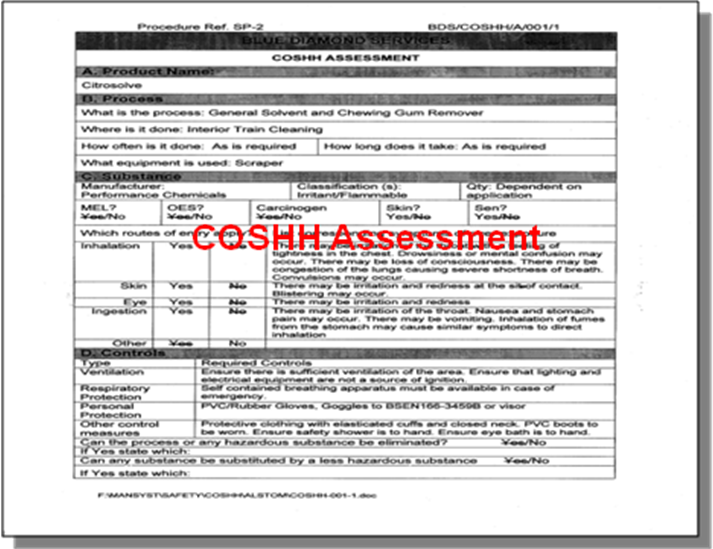 Procedure Ref. SP-2 BDS/COSHH/A/001/1
BLUE DIAMOND SERVICES
COSHH ASSESSMENT
A. Product Name:
Citrosolve
B. Process
What is the process: General Solvent and Chewing Gum Remover
Where is it done: Interior Train Cleaning
How often is it done: As is required How long does it take: As is required
What equipment is used: Scraper
C. Substance
Manufacturer: Performance Chemicals Classification (s): Irritant/Flammable Qty: Dependent on application
MEL? Yes/No OES? Yes/No Carcinogen Yes/No Skin? Yes/No Sen? Yes/No
Which routes of entry
COSHH Assessment
Inhalation Yes No There may be
tightness in the chest. Drowsiness or mental confusion may
occur. There may be loss of consciousness. There may be
congestion of the lungs causing severe shortness of breath.
Convulsions may occur.
Skin Yes No There may be irritation and redness at the site of contact.
Blistering may occur.
Eye Yes No There may be irritation and redness
Ingestion Yes No There may be irritation of the throat. Nausea and stomach
pain may occur. There may be vomiting. Inhalation of fumes
from the stomach may cause similar symptoms to direct
inhalation
Other Yes No
D. Controls
Type Required Controls
Ventilation Ensure there is sufficient ventilation of the area. Ensure that lighting and
electrical equipment are not a source of ignition.
Respiratory Protection Self contained breathing apparatus must be available in case of
emergency.
Personal Protection PVC/Rubber Gloves, Goggles to BSEN166-3459B or visor
Other control measures Protective clothing with elasticated cuffs and closed neck. PVC boots to
be worn. Ensure safety shower is to hand. Ensure eye bath is to hand.
Can the process or any hazardous substance be eliminated? Yes/No
If Yes state which:
Can any substance be substituted by a less hazardous substance Yes/No
If Yes state which:
F:\MANSYST\SAFETY\COSHH\ALSTOM\COSHH-001-1.doc